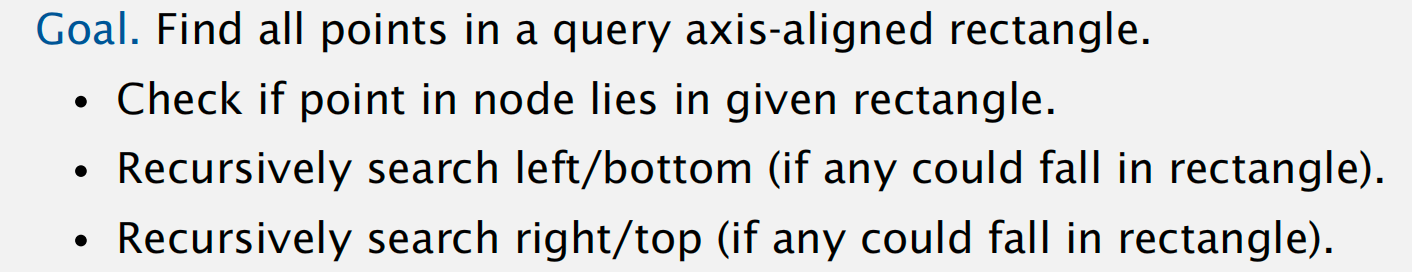 Goal. Find all points in a query axis-aligned rectangle.
• Check if point in node lies in given rectangle.
• Recursively search left/bottom (if any could fall in rectangle).
• Recursively search right/top (if any could fall in rectangle).